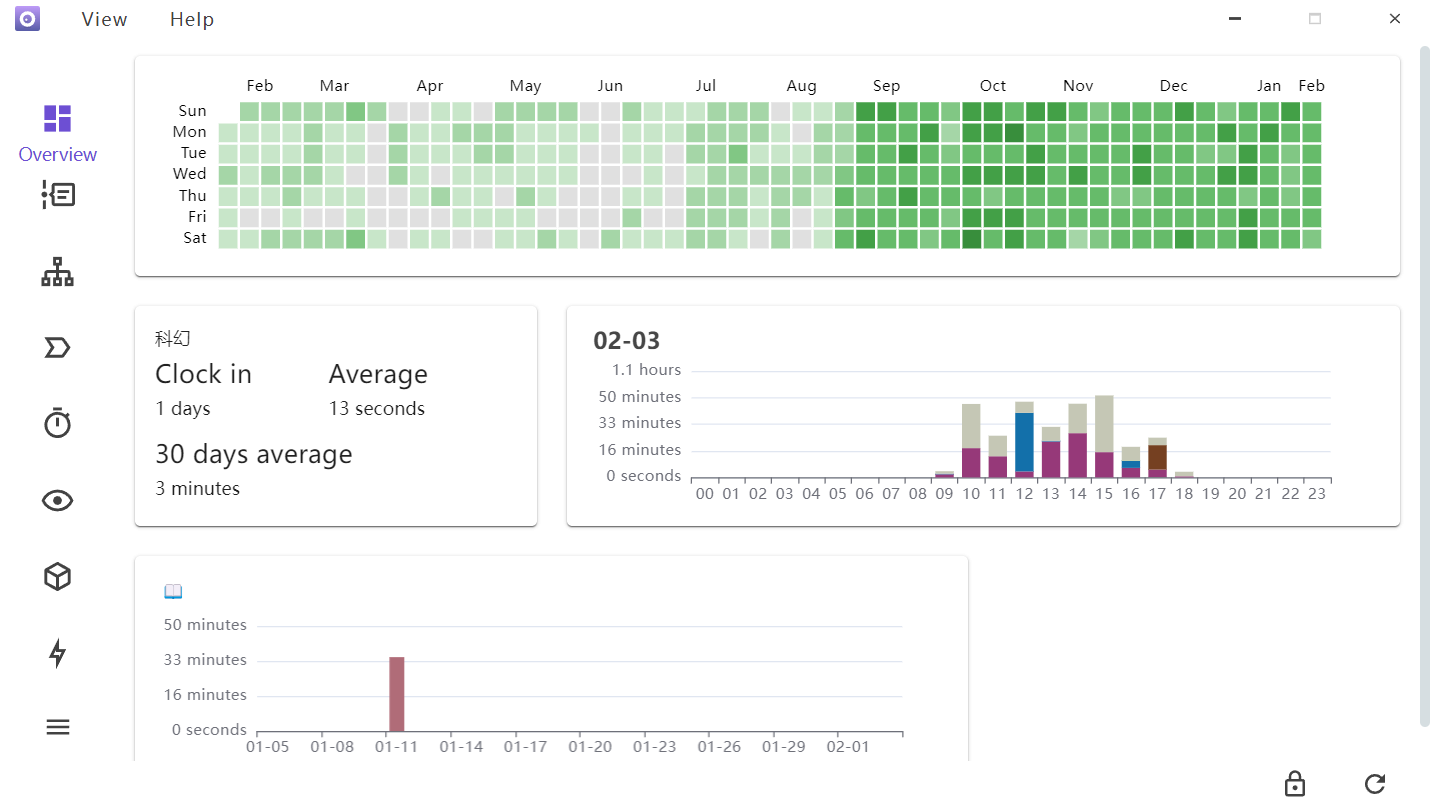 View Help
Feb Mar Apr May Jun Jul Aug Sep Oct Nov Dec Jan Feb
Sun
Mon
Tue
Wed
Thu
Fri
Sat
Overview
科幻
Clock in Average
1 days 13 seconds
30 days average
3 minutes
02-03
1.1 hours
50 minutes
33 minutes
16 minutes
0 seconds
00 01 02 03 04 05 06 07 08 09 10 11 12 13 14 15 16 17 18 19 20 21 22 23
50 minutes
33 minutes
16 minutes
0 seconds
01-05 01-08 01-11 01-14 01-17 01-20 01-23 01-26 01-29 02-01